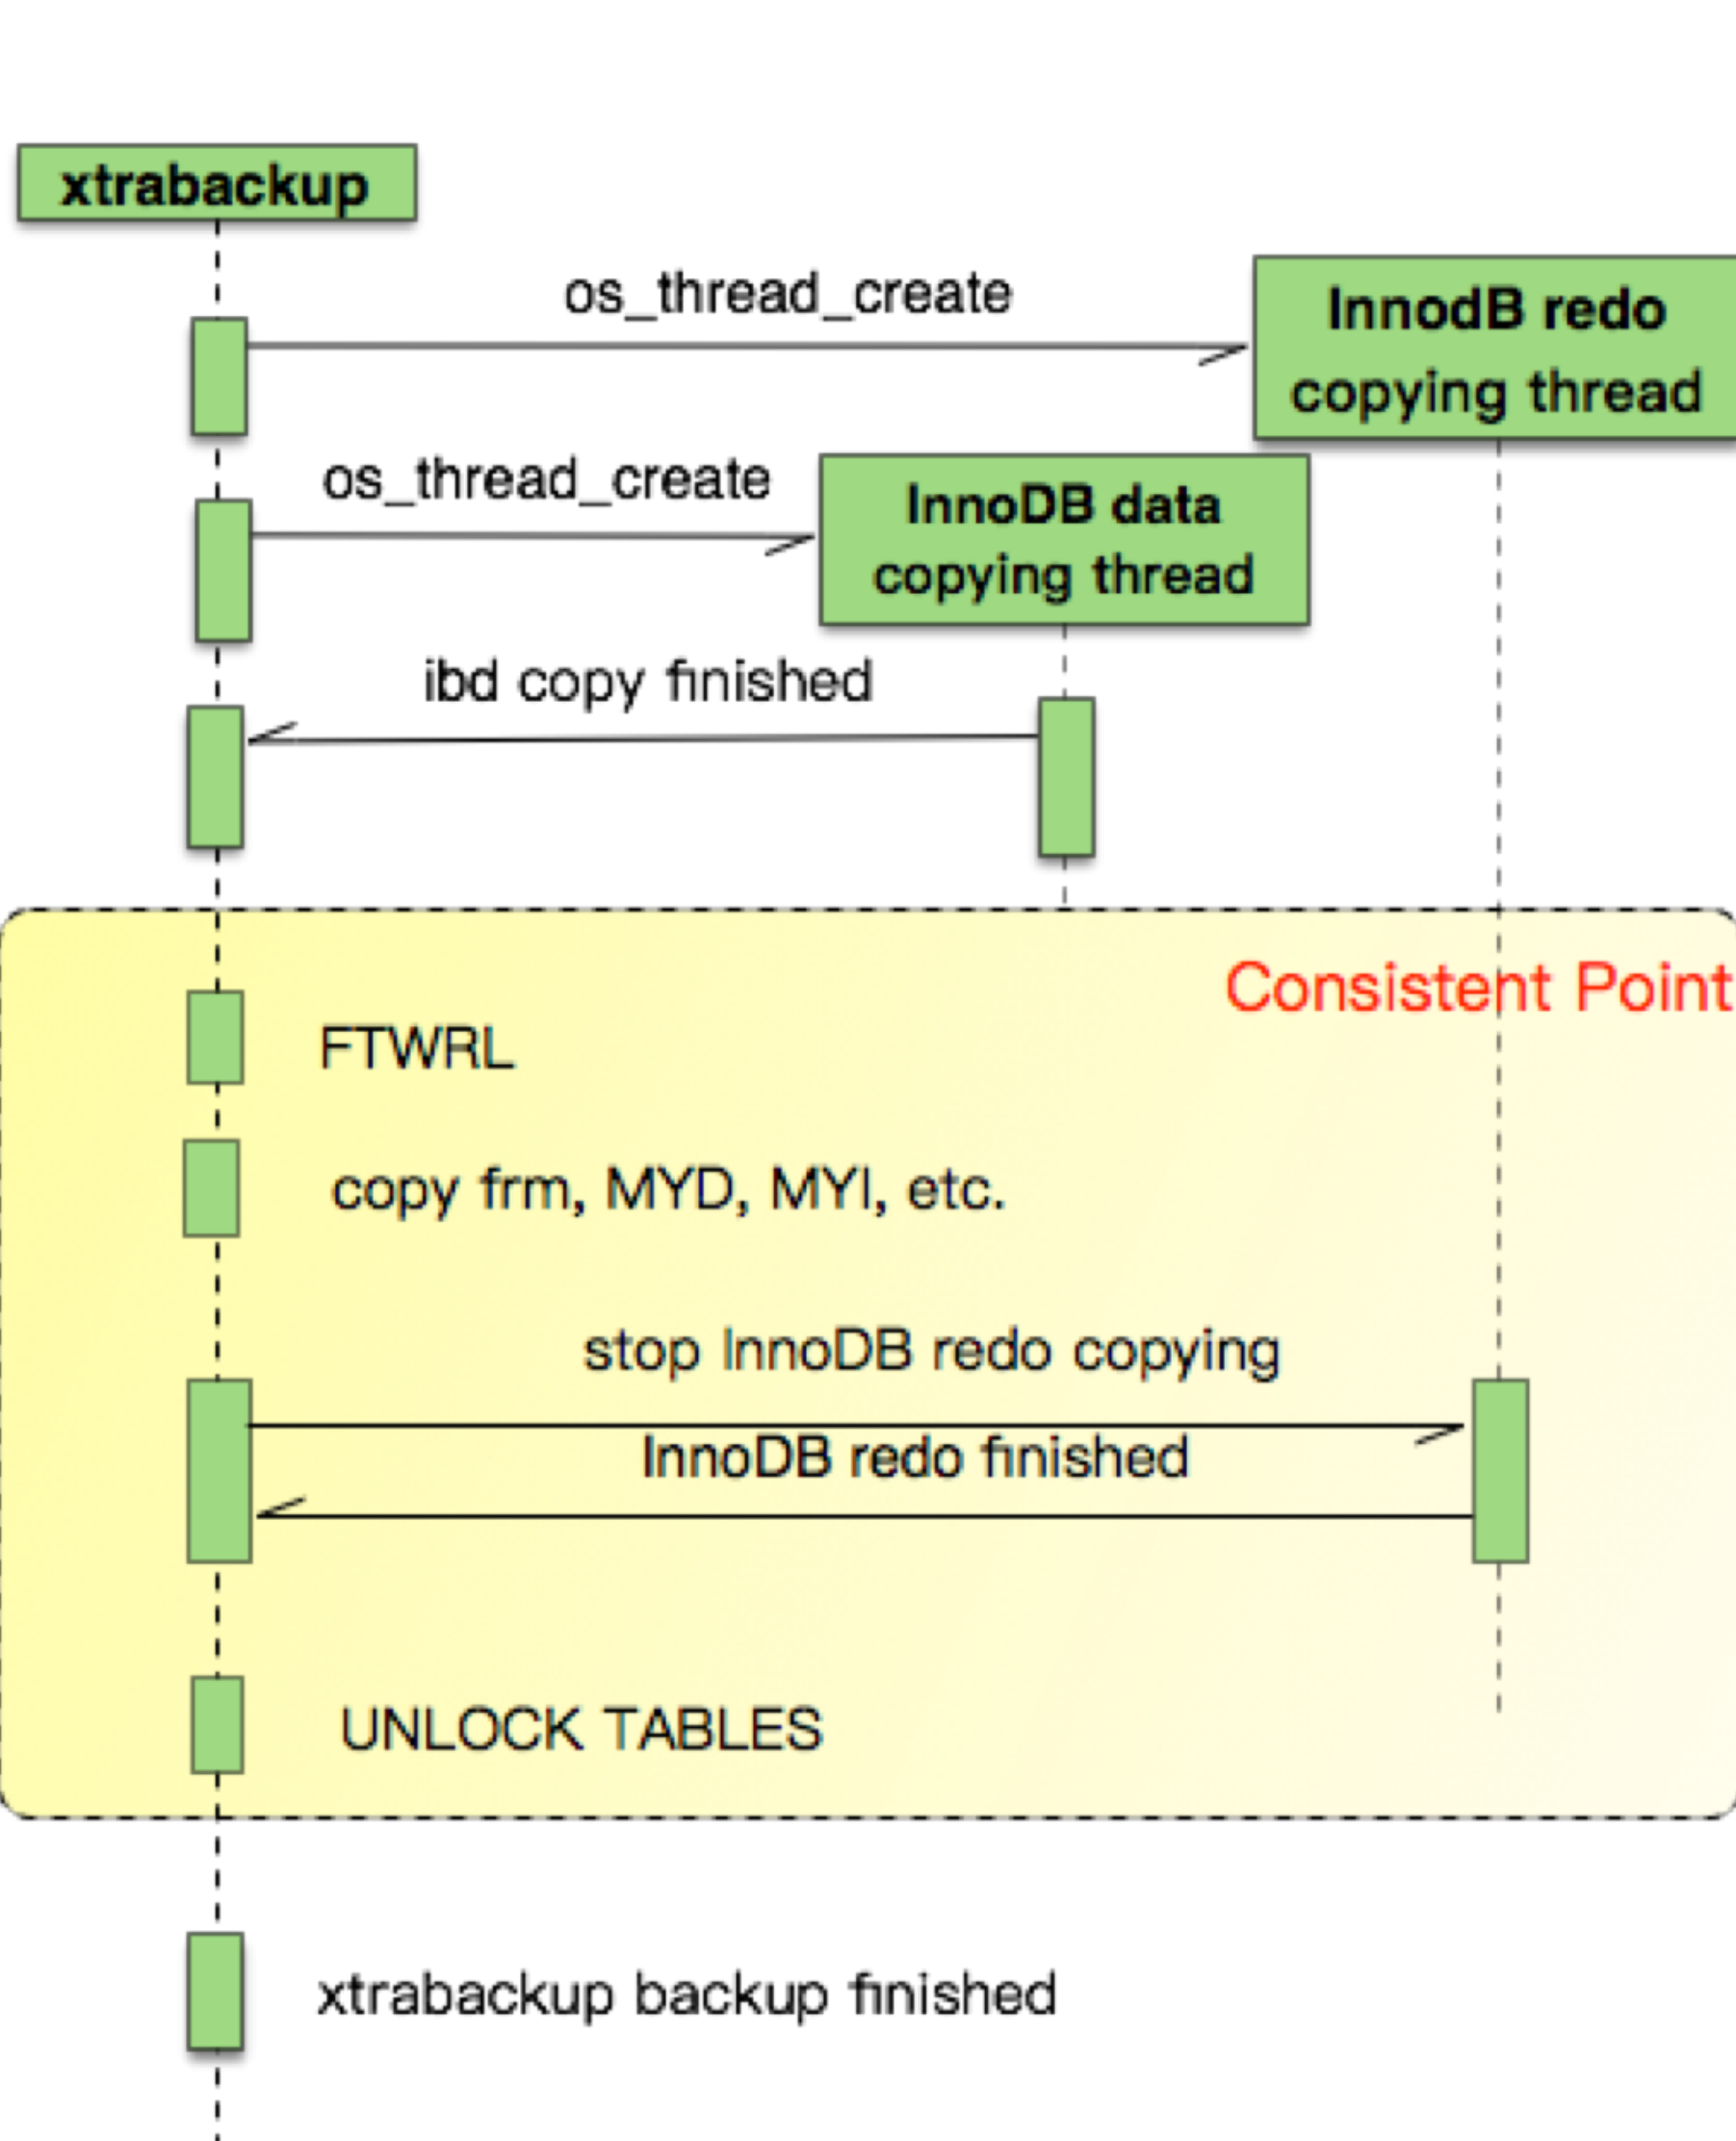 xtrabackup
os_thread_create
InnodB redo
copying thread
os_thread_create
InnoDB data
copying thread
ibd copy finished
Consistent Point
FTWRL
copy frm, MYD, MYI, etc.
stop InnoDB redo copying
InnoDB redo finished
UNLOCK TABLES
xtrabackup backup finished